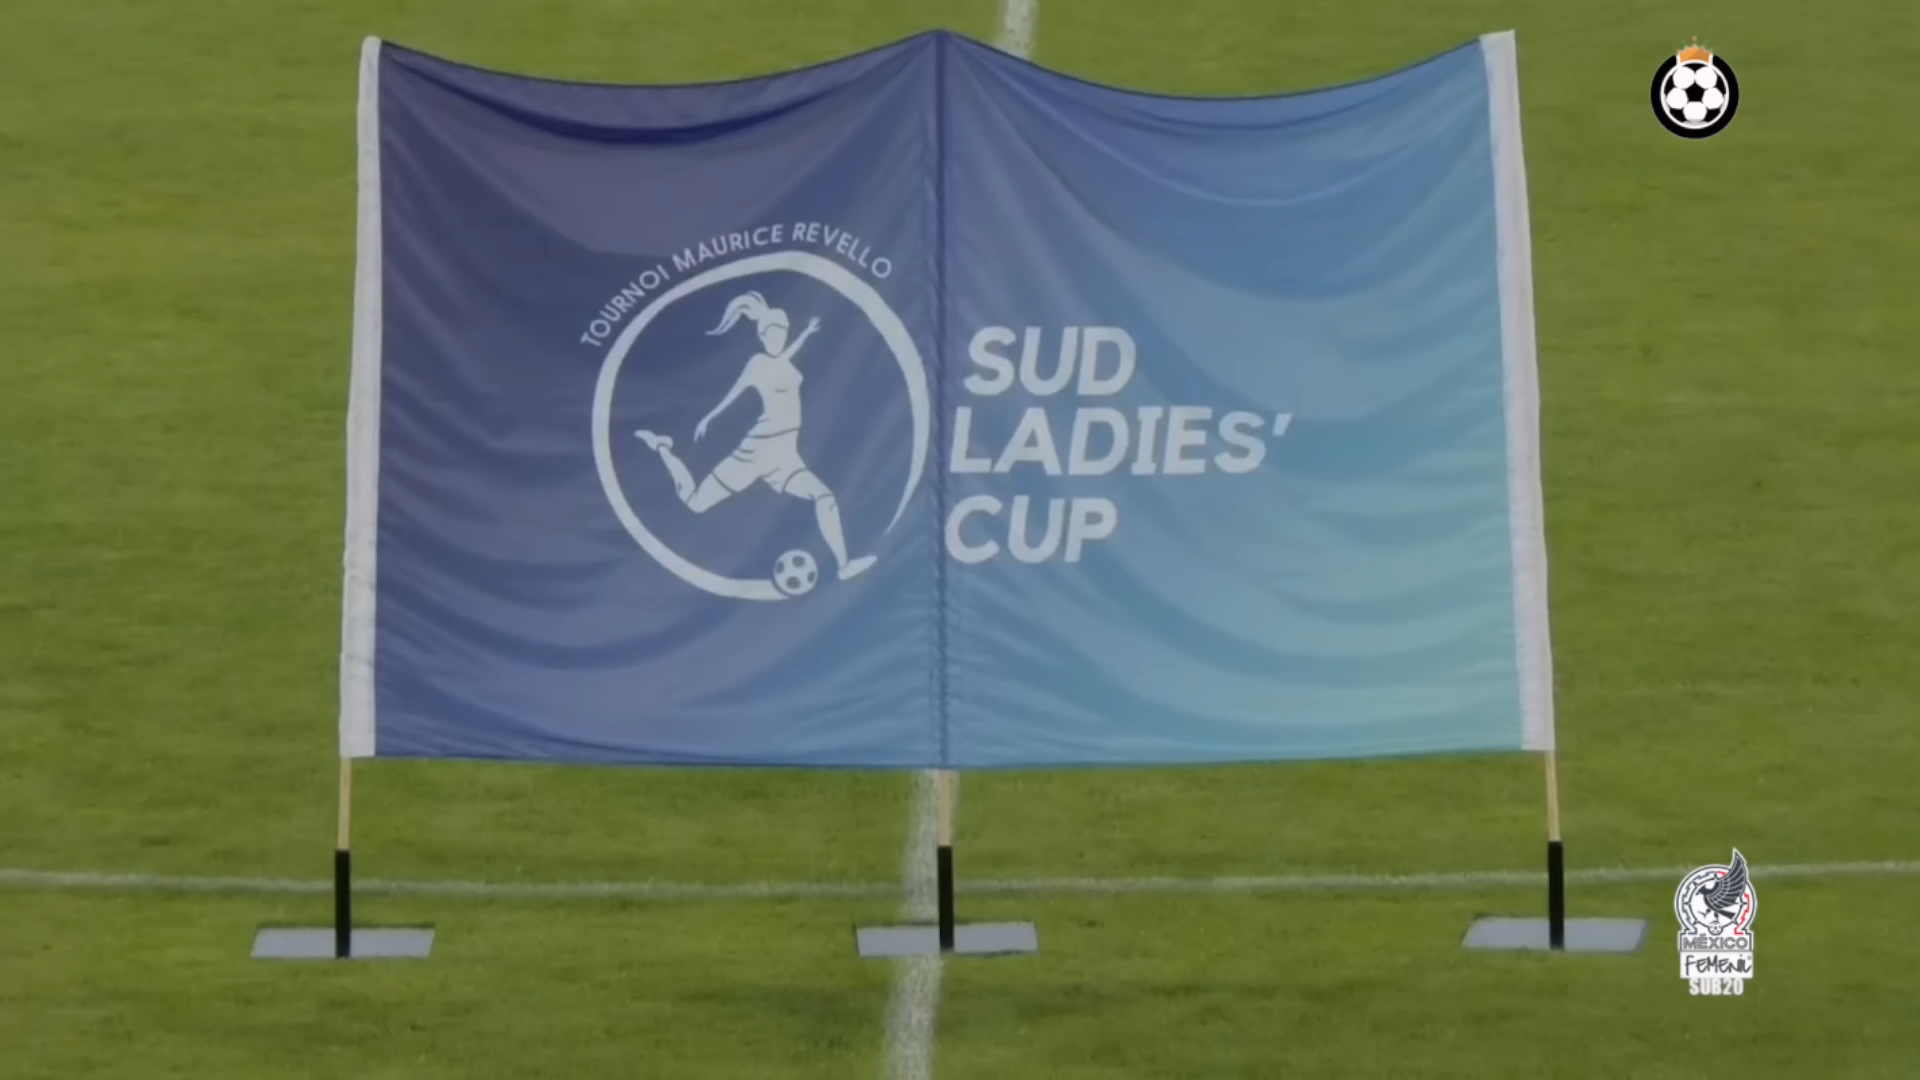 TOURNOI MAURICE REVELLO
SUD
LADIES'
CUP
MÉXICO
FEMENIL
SUB20